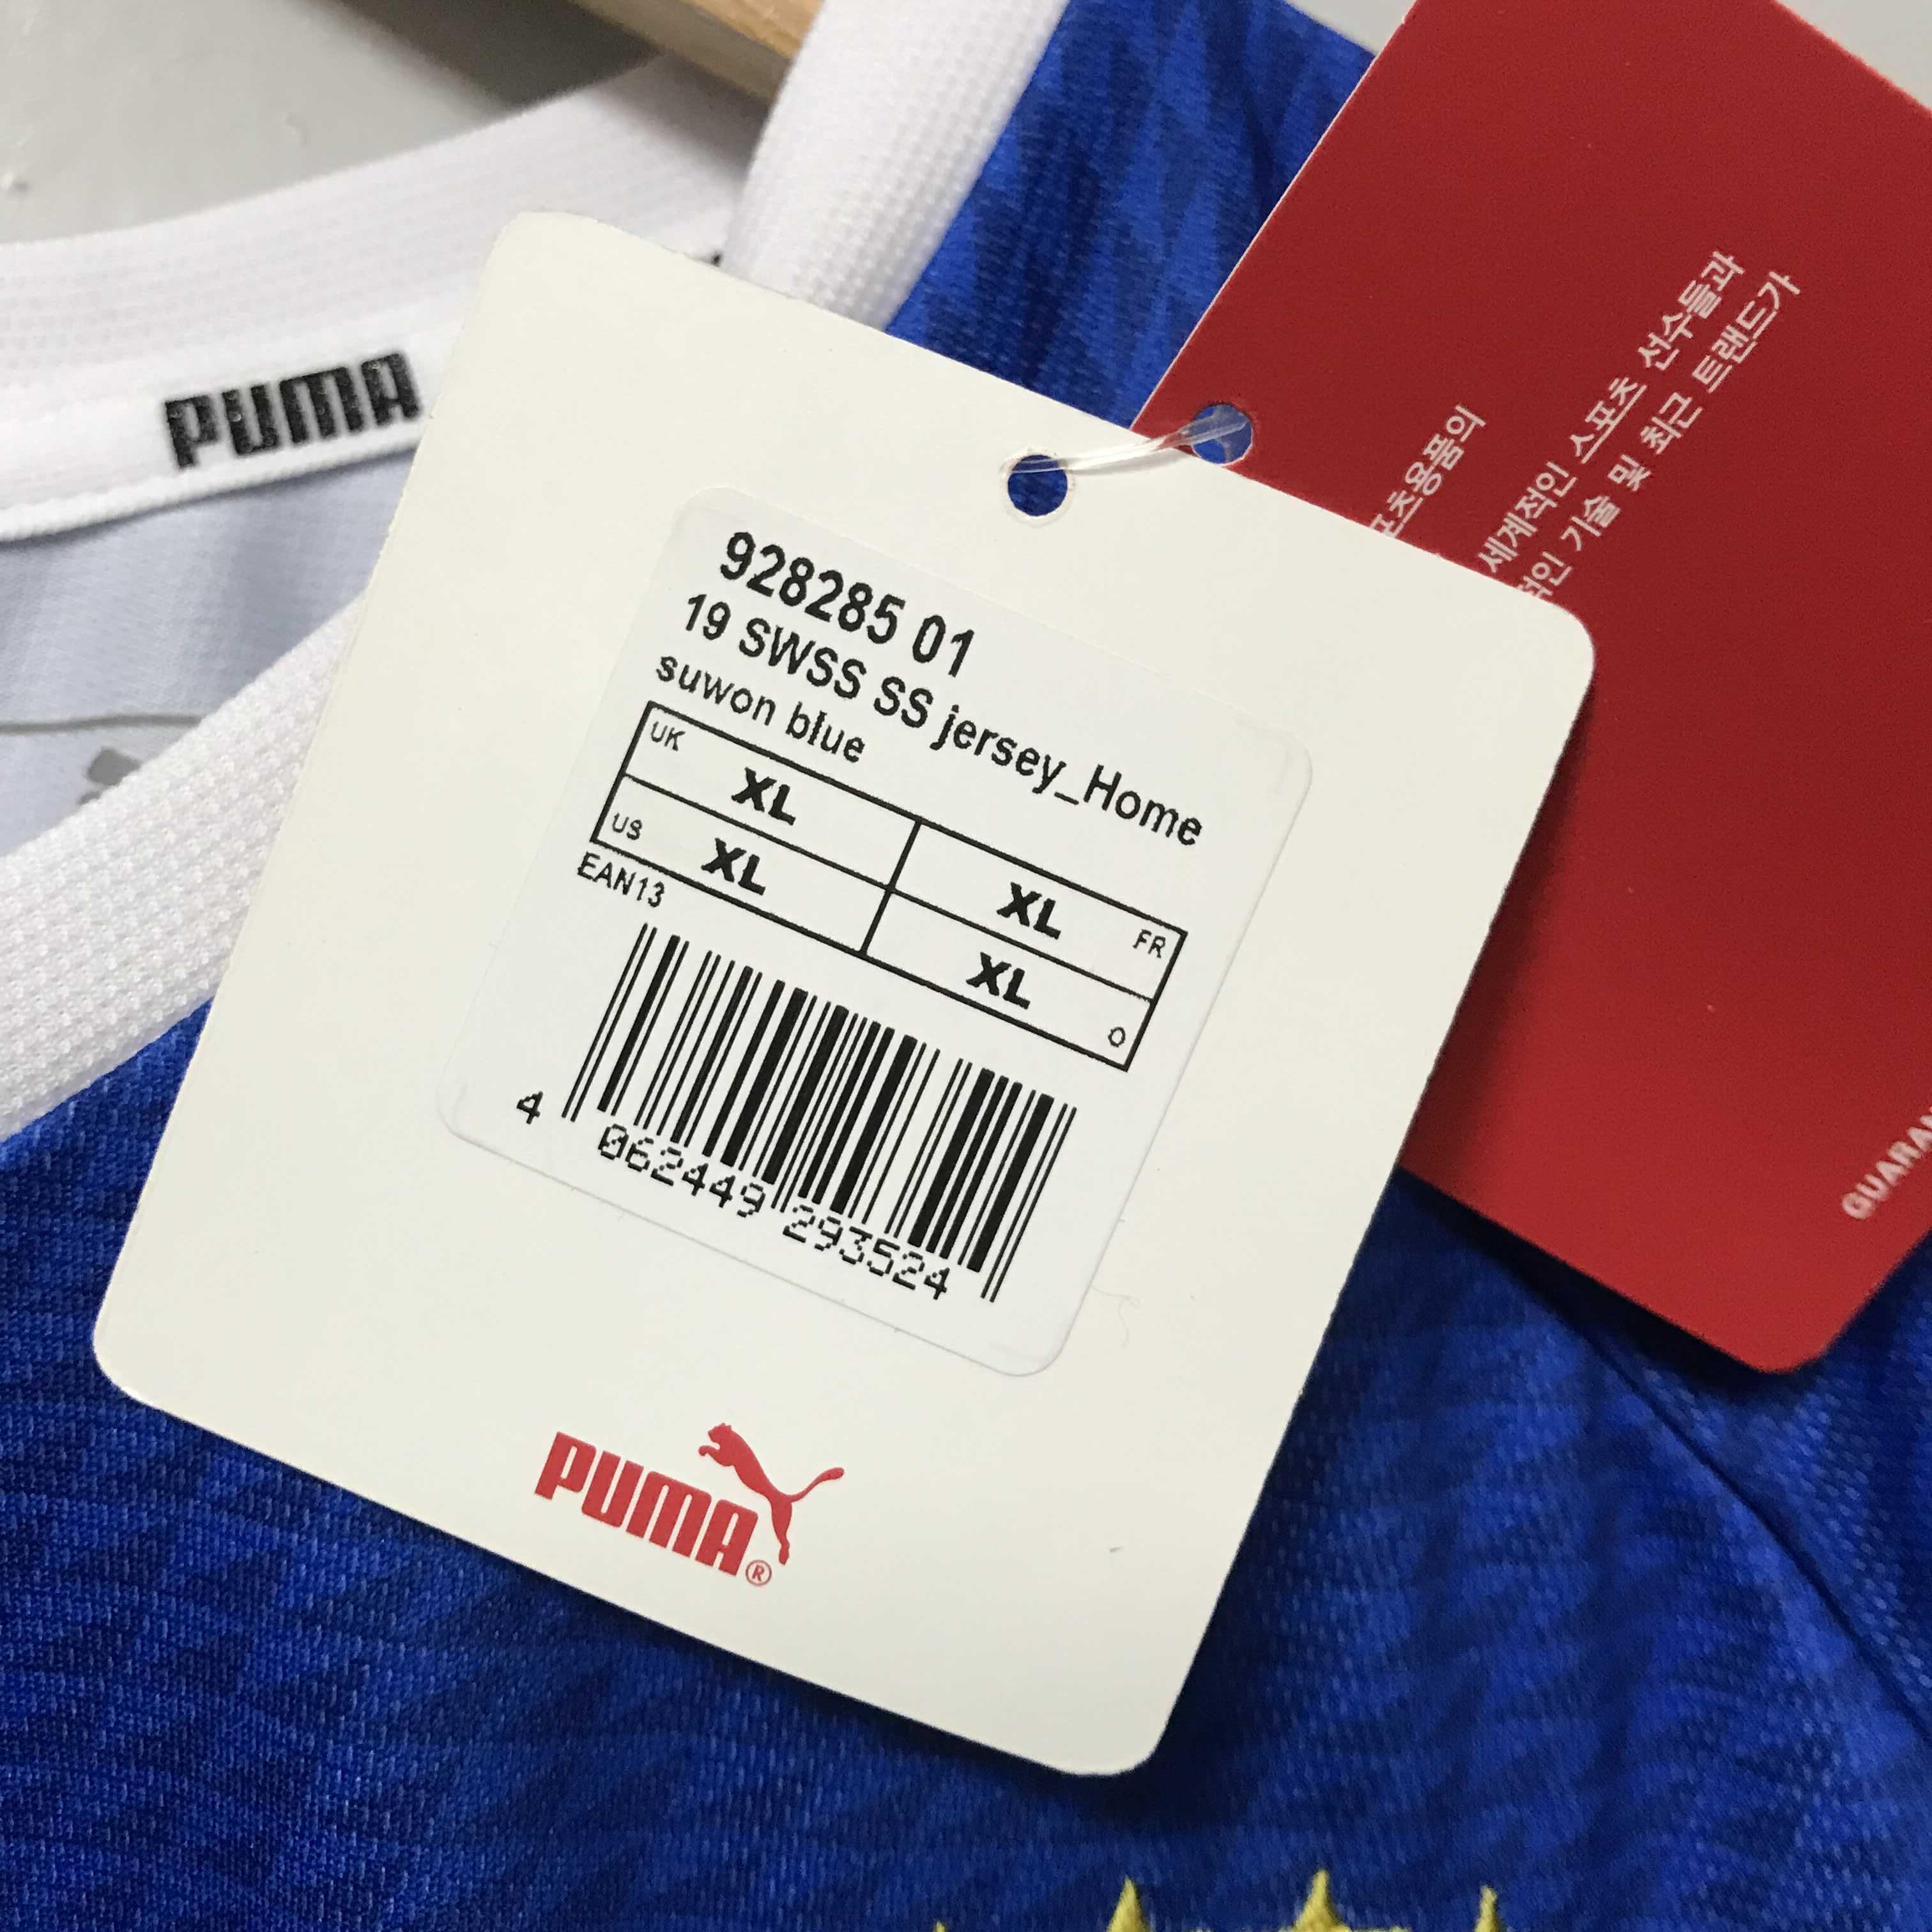 PUMA
928285 01
19 SWSS SS jersey_Home
suwon blue
UK XL
XL FR
US XL
XL O
EAN13
4 062449 293524
PUMA®
세계적인 스포츠 선수들과
기술 및 최근 트랜드가